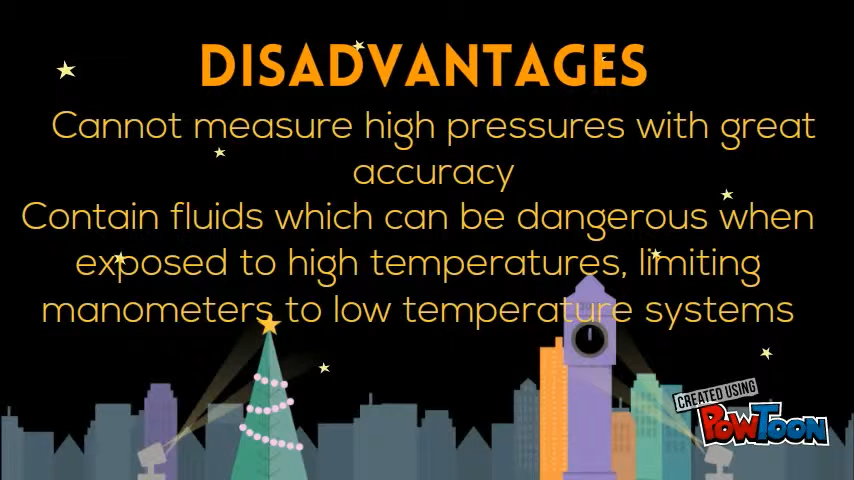 DISADVANTAGES
Cannot measure high pressures with great
accuracy
Contain fluids which can be dangerous when
exposed to high temperatures, limiting
manometers to low temperature systems
CREATED USING
POWTOON